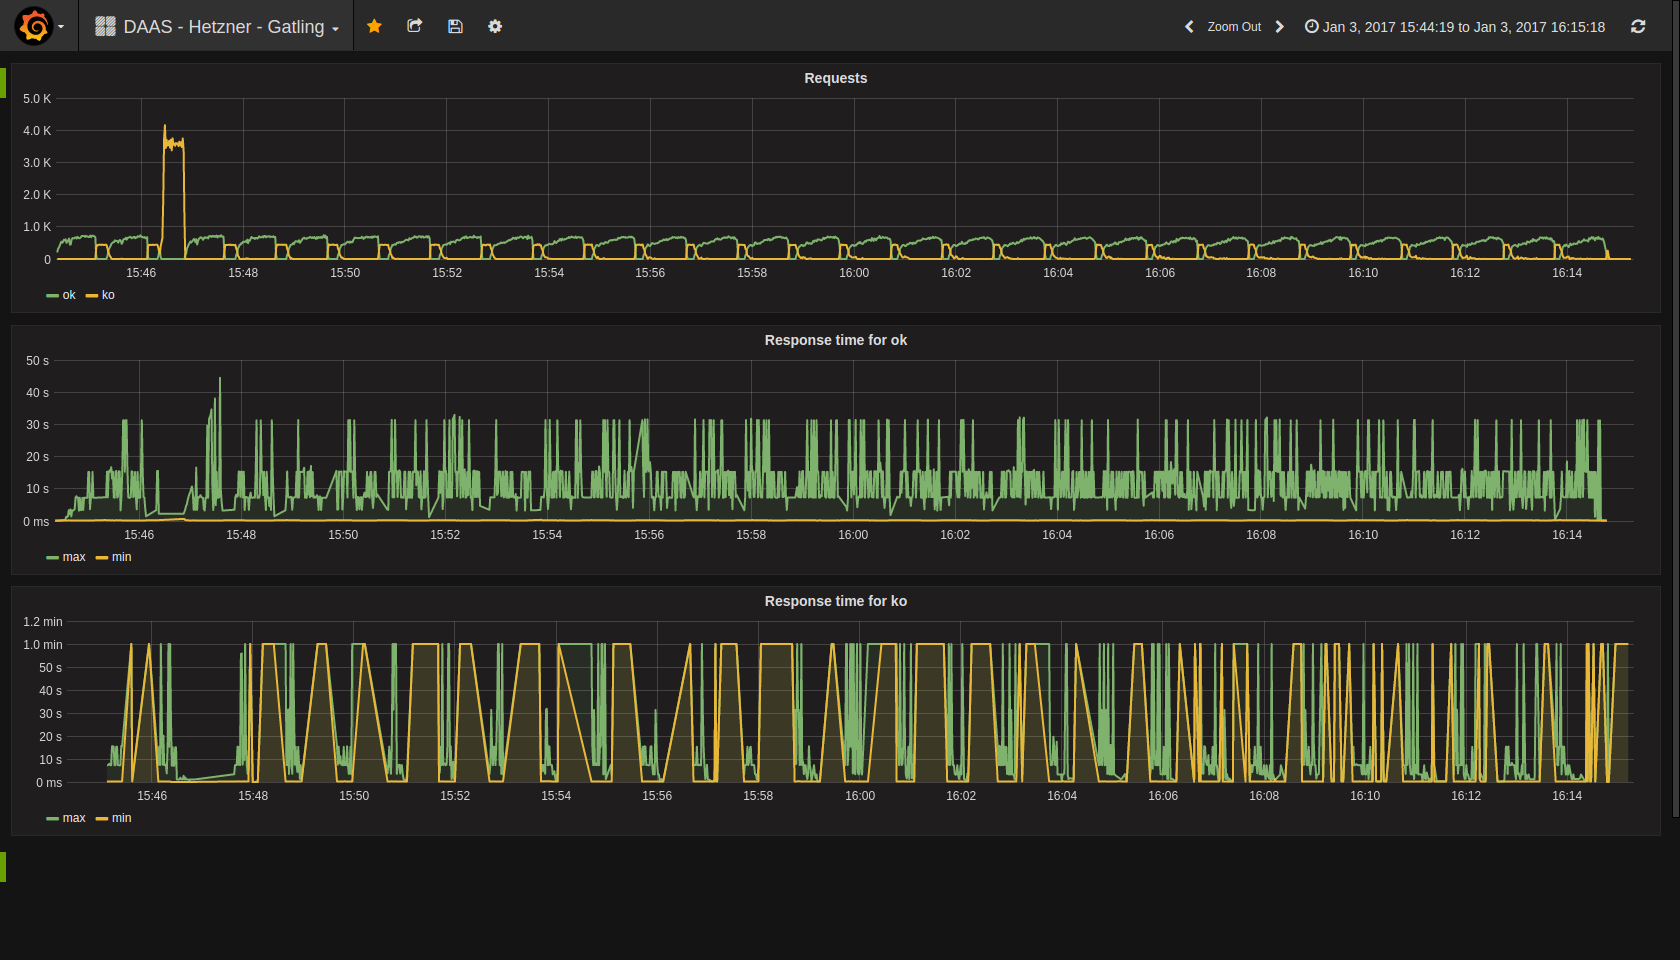 DAAS - Hetzner - Gatling
Zoom Out
Jan 3, 2017 15:44:19 to Jan 3, 2017 16:15:18
Requests
5.0 K
4.0 K
3.0 K
2.0 K
1.0 K
0
15:46 15:48 15:50 15:52 15:54 15:56 15:58 16:00 16:02 16:04 16:06 16:08 16:10 16:12 16:14
ok ko
Response time for ok
50 s
40 s
30 s
20 s
10 s
0 ms
15:46 15:48 15:50 15:52 15:54 15:56 15:58 16:00 16:02 16:04 16:06 16:08 16:10 16:12 16:14
max min
Response time for ko
1.2 min
1.0 min
50 s
40 s
30 s
20 s
10 s
0 ms
15:46 15:48 15:50 15:52 15:54 15:56 15:58 16:00 16:02 16:04 16:06 16:08 16:10 16:12 16:14
max min